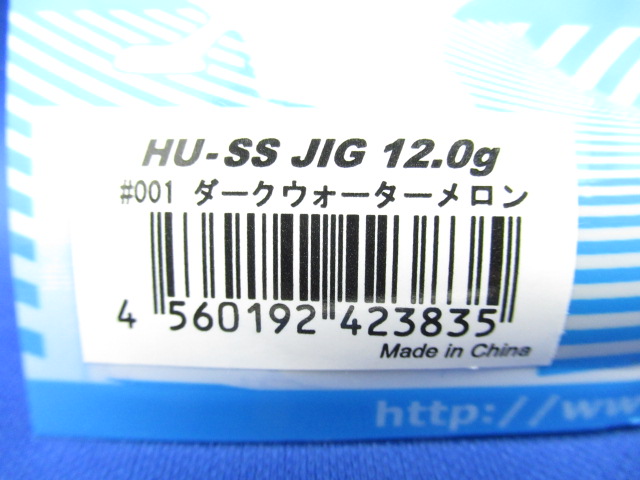 HU-SS JIG 12.0g
#001 ダークウォーターメロン
4 560192 423835
Made in China
http://ww